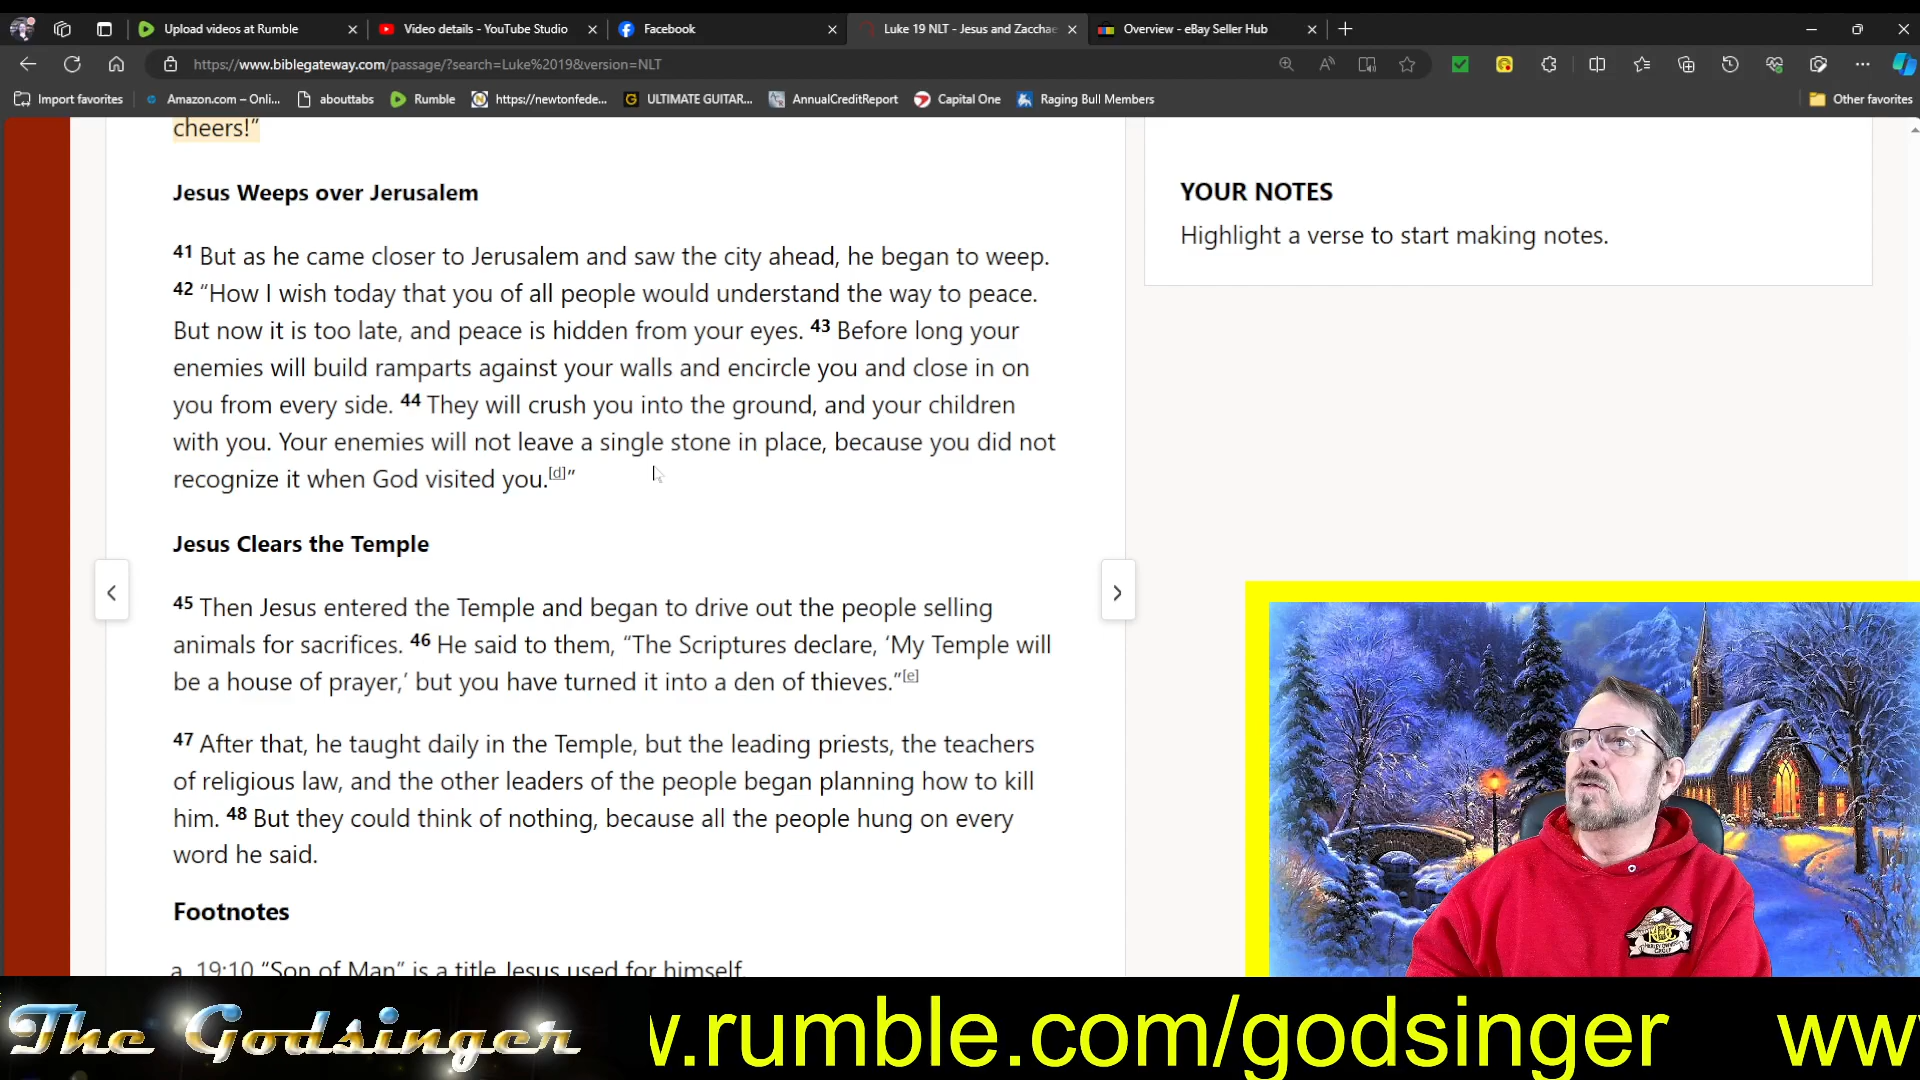 Upload videos at Rumble
Video details - YouTube Studio
Facebook
Luke 19 NLT - Jesus and Zacchae
Overview - eBay Seller Hub
https://www.biblegateway.com/passage/?search=Luke%2019&version=NLT
Import favorites
Amazon.com – Onli...
abouttabs
Rumble
https://newtonfede...
ULTIMATE GUITAR...
AnnualCreditReport
Capital One
Raging Bull Members
Other favorites
cheers!”
Jesus Weeps over Jerusalem
41 But as he came closer to Jerusalem and saw the city ahead, he began to weep.
42 “How I wish today that you of all people would understand the way to peace.
But now it is too late, and peace is hidden from your eyes. 43 Before long your
enemies will build ramparts against your walls and encircle you and close in on
you from every side. 44 They will crush you into the ground, and your children
with you. Your enemies will not leave a single stone in place, because you did not
recognize it when God visited you.[d]”
Jesus Clears the Temple
45 Then Jesus entered the Temple and began to drive out the people selling
animals for sacrifices. 46 He said to them, “The Scriptures declare, ‘My Temple will
be a house of prayer,’ but you have turned it into a den of thieves.”[e]
47 After that, he taught daily in the Temple, but the leading priests, the teachers
of religious law, and the other leaders of the people began planning how to kill
him. 48 But they could think of nothing, because all the people hung on every
word he said.
Footnotes
a. 19:10 “Son of Man” is a title Jesus used for himself.
YOUR NOTES
Highlight a verse to start making notes.
The Godsinger
w.rumble.com/godsinger
ww